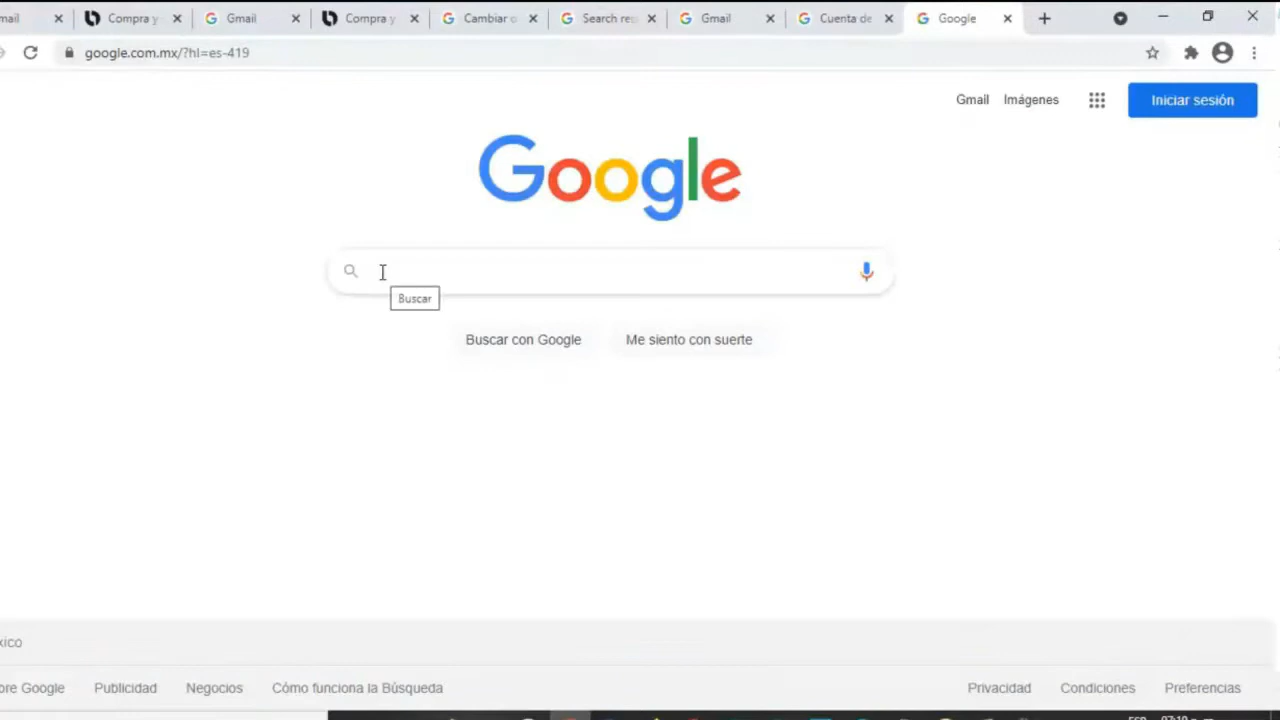 mail Compra y Gmail Compra y Cambiar o Search res Gmail Cuenta de Google
google.com.mx/?hl=es-419
Gmail Imágenes Iniciar sesión
Google
Buscar
Buscar con Google Me siento con suerte
xico
bre Google Publicidad Negocios Cómo funciona la Búsqueda Privacidad Condiciones Preferencias